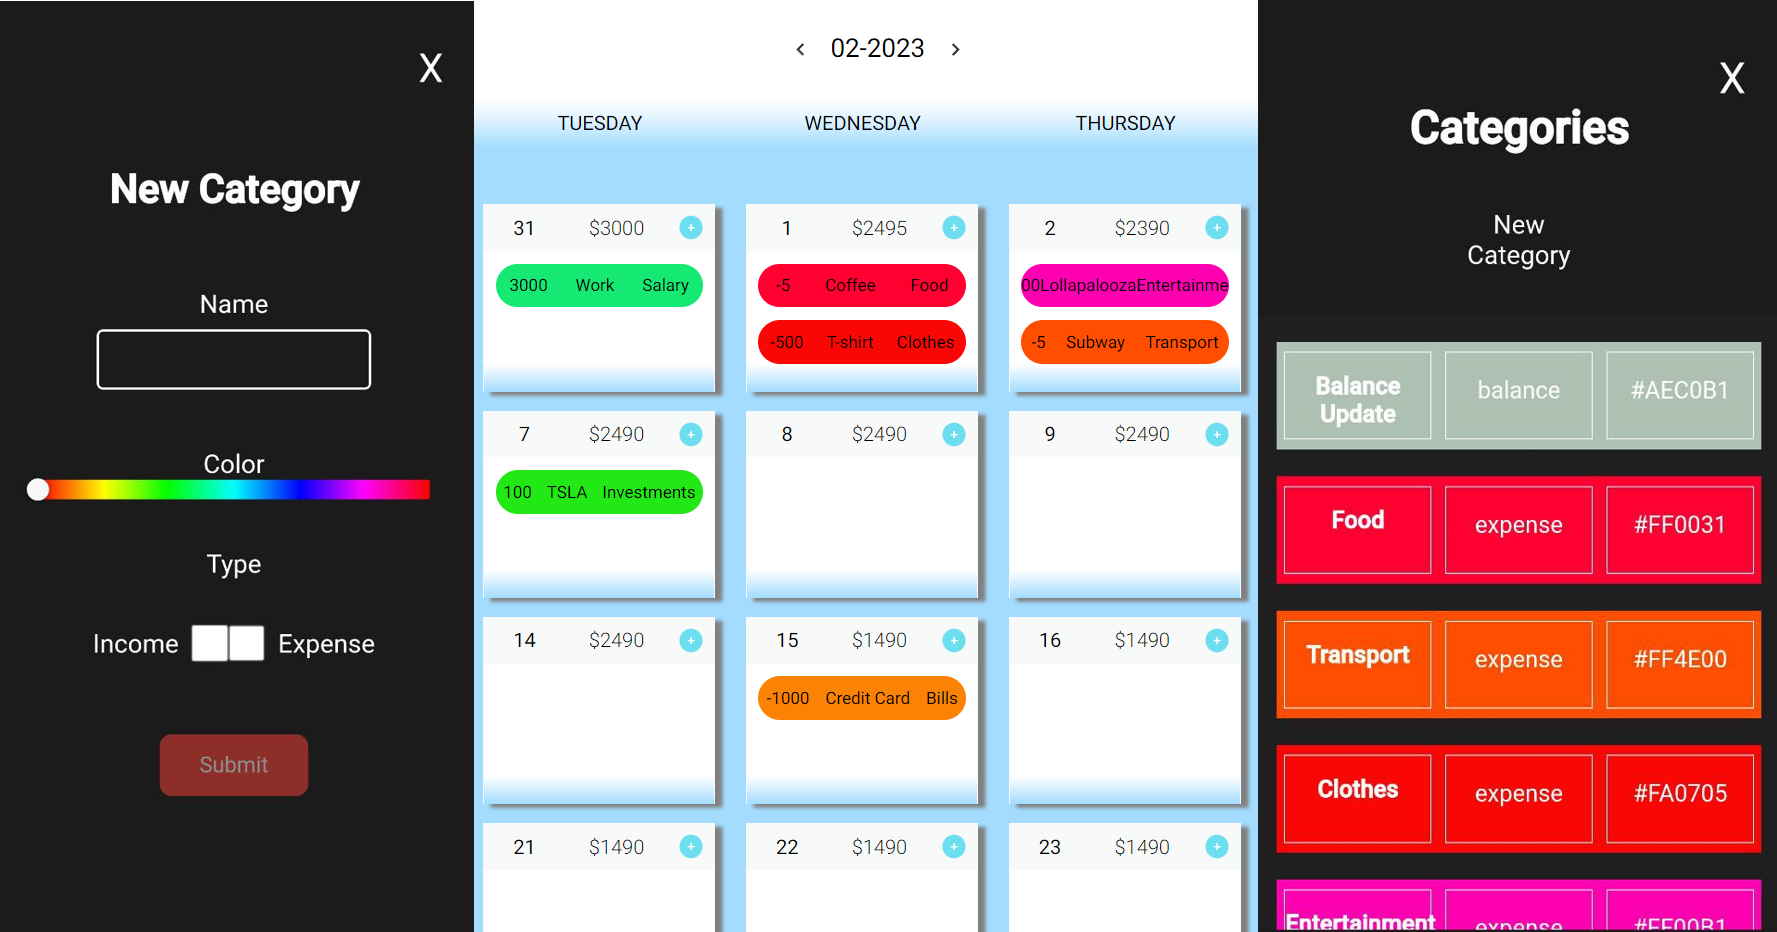 X
New Category
Name
Color
Type
Income Expense
Submit
< 02-2023 >
TUESDAY WEDNESDAY THURSDAY
31 $3000 + 1 $2495 + 2 $2390 +
3000 Work Salary -5 Coffee Food 00LollapaloozaEntertainme
-500 T-shirt Clothes -5 Subway Transport
7 $2490 + 8 $2490 + 9 $2490 +
100 TSLA Investments
14 $2490 + 15 $1490 + 16 $1490 +
-1000 Credit Card Bills
21 $1490 + 22 $1490 + 23 $1490 +
X
Categories
New
Category
Balance
Update balance #AEC0B1
Food expense #FF0031
Transport expense #FF4E00
Clothes expense #FA0705
Entertainment expense #FF00B1